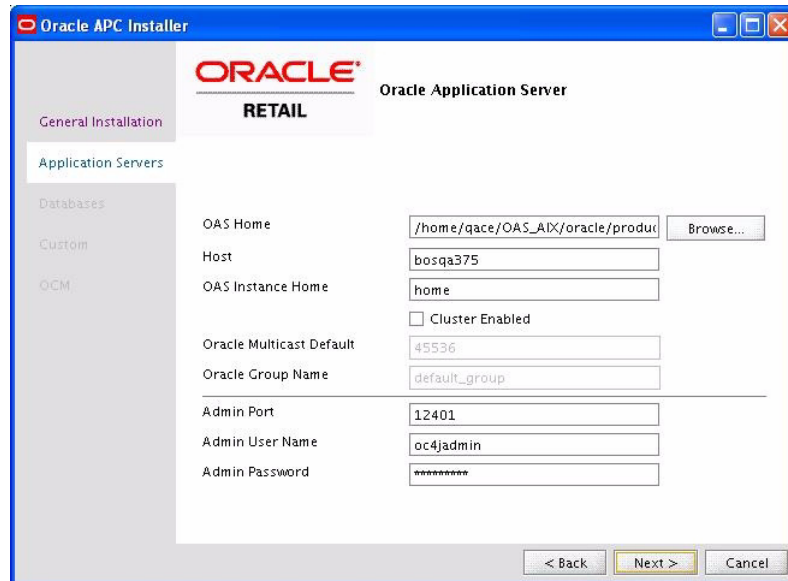 Oracle APC Installer
ORACLE®
RETAIL
Oracle Application Server
General Installation
Application Servers
Databases
Custom
OCM
OAS Home
/home/qace/OAS_AIX/oracle/produc
Browse...
Host
bosqa375
OAS Instance Home
home
Cluster Enabled
Oracle Multicast Default
45536
Oracle Group Name
default_group
Admin Port
12401
Admin User Name
oc4jadmin
Admin Password
*********
< Back
Next >
Cancel